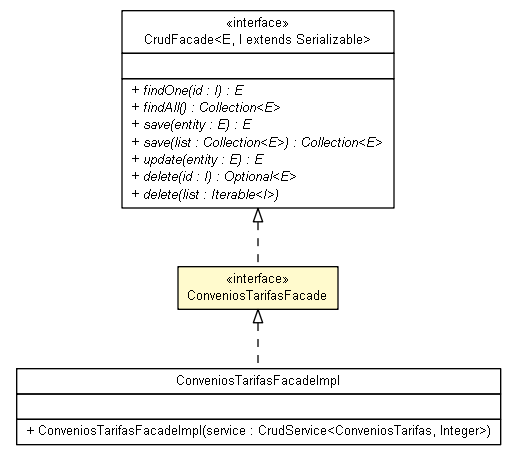 «interface»
CrudFacade<E, I extends Serializable>
+ findOne(id : I) : E
+ findAll() : Collection<E>
+ save(entity : E) : E
+ save(list : Collection<E>) : Collection<E>
+ update(entity : E) : E
+ delete(id : I) : Optional<E>
+ delete(list : Iterable<I>)
«interface»
ConveniosTarifasFacade
ConveniosTarifasFacadeImpl
+ ConveniosTarifasFacadeImpl(service : CrudService<ConveniosTarifas, Integer>)